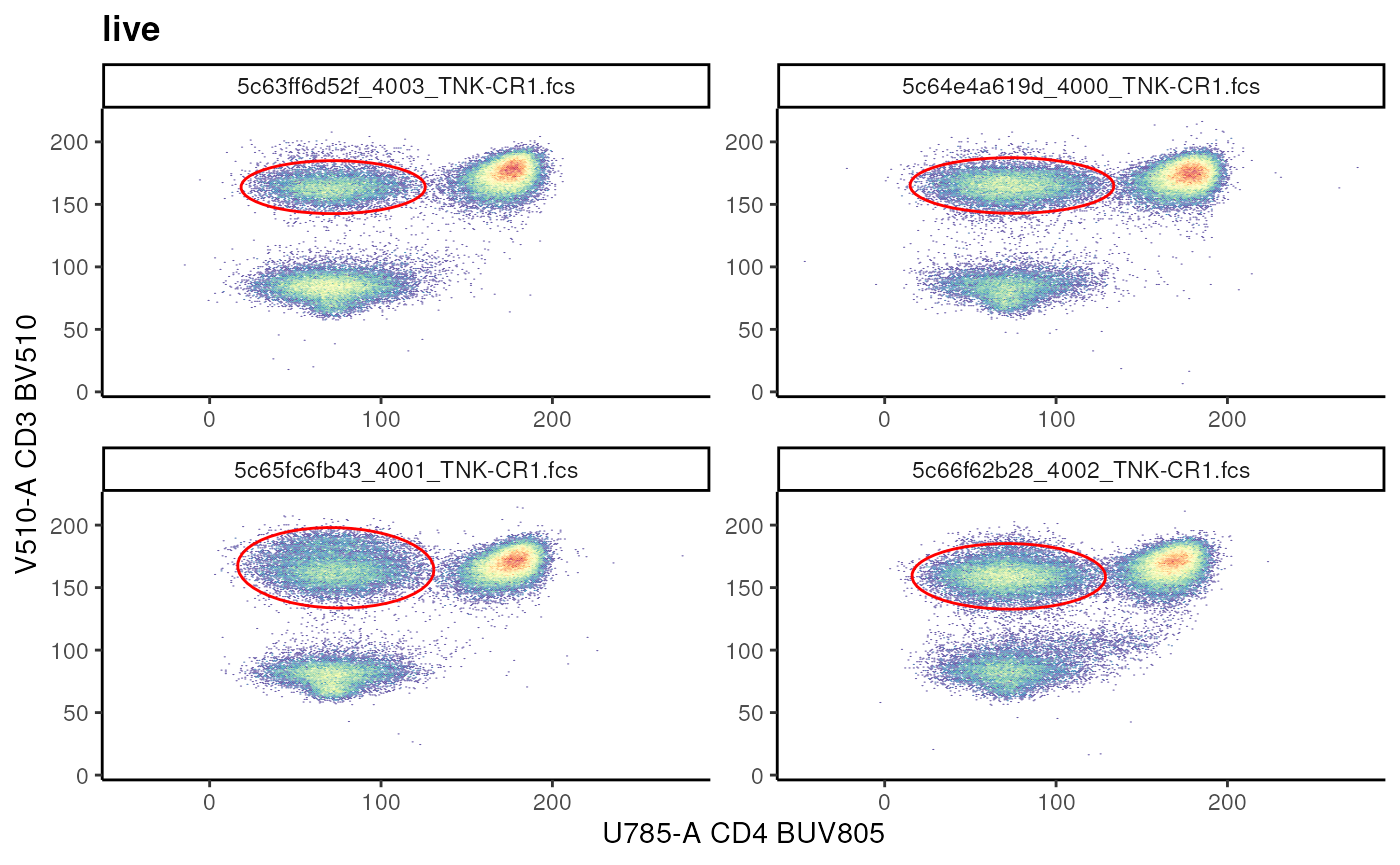 live
5c63ff6d52f_4003_TNK-CR1.fcs
5c64e4a619d_4000_TNK-CR1.fcs
200
150
100
50
0
200
150
100
50
0
0 100 200
0 100 200
5c65fc6fb43_4001_TNK-CR1.fcs
5c66f62b28_4002_TNK-CR1.fcs
200
150
100
50
0
200
150
100
50
0
0 100 200
0 100 200
V510-A CD3 BV510
U785-A CD4 BUV805